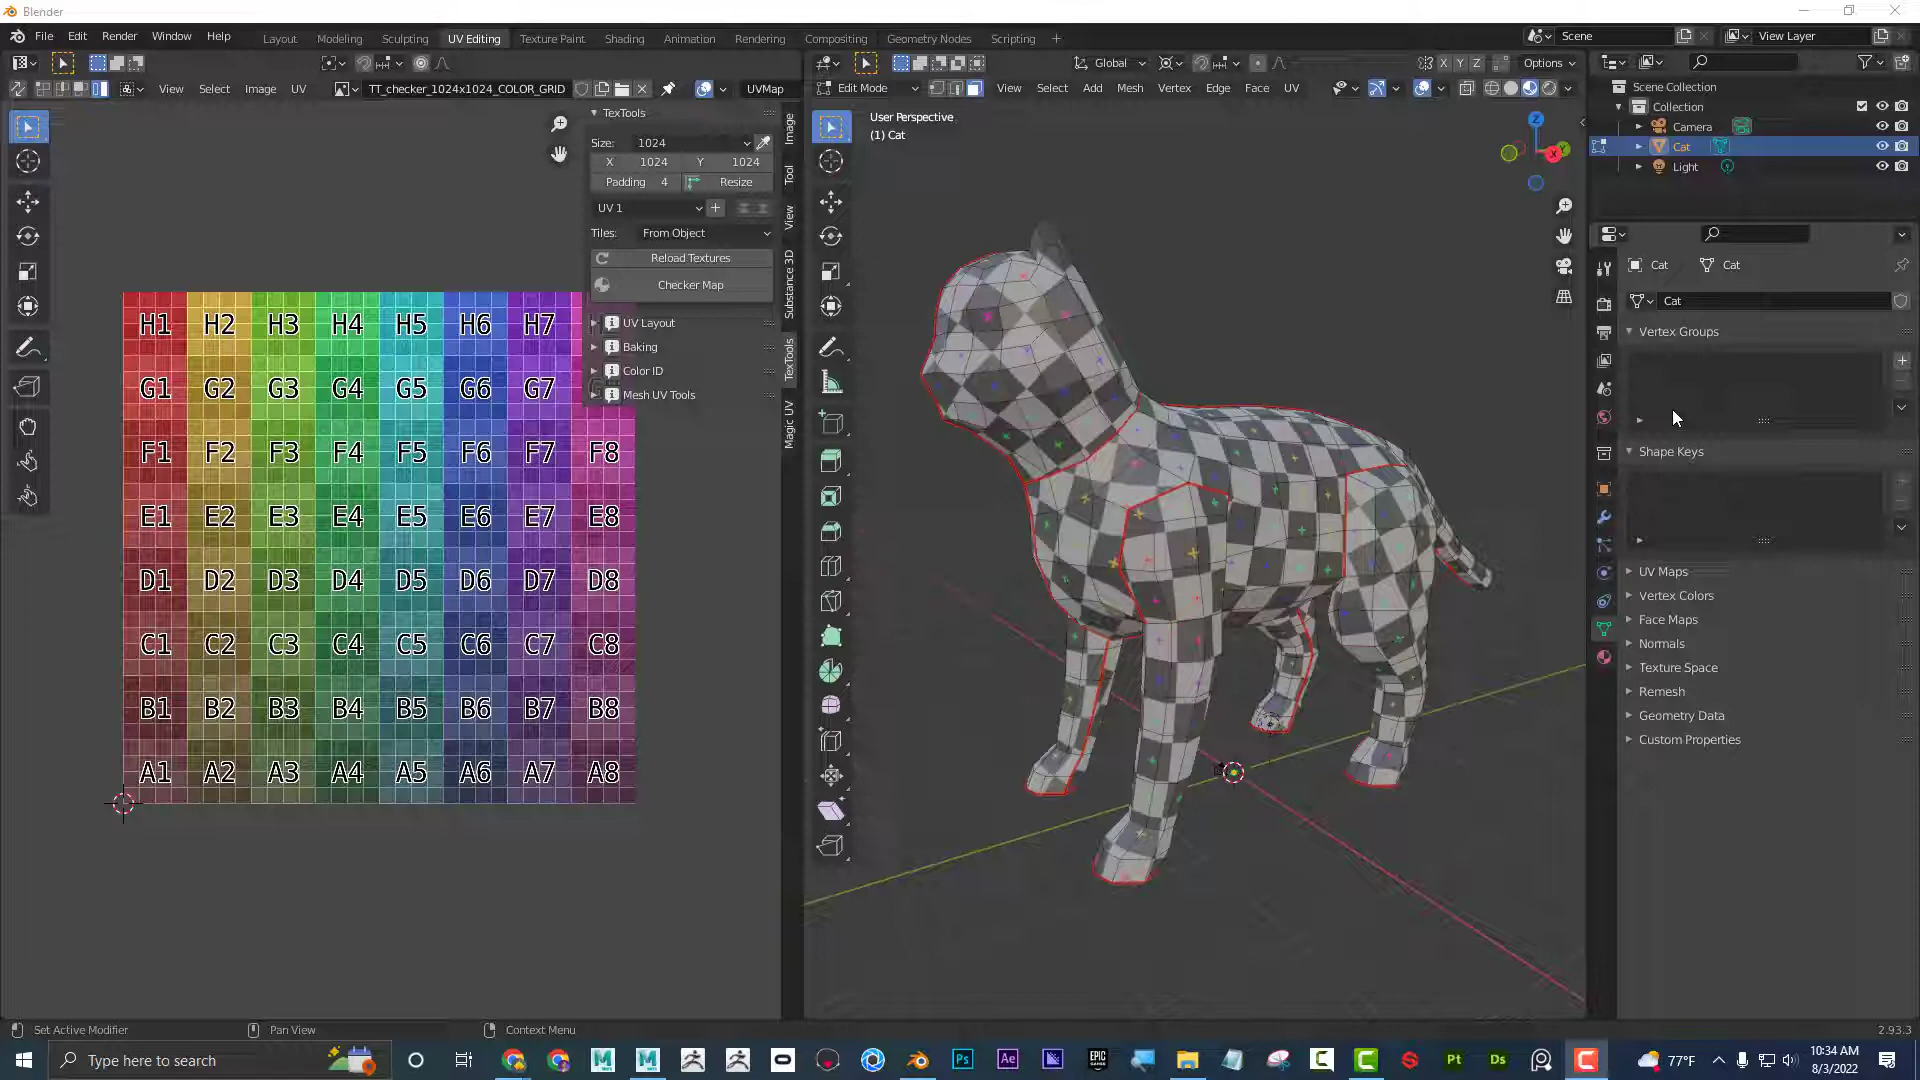 Blender
File Edit Render Window Help
Layout Modeling Sculpting UV Editing Texture Paint Shading Animation Rendering Compositing Geometry Nodes Scripting +
Scene
View Layer
View Select Image UV
TT_checker_1024x1024_COLOR_GRID
UVMap
Global
X Y Z
Options
Edit Mode
View Select Add Mesh Vertex Edge Face UV
TexTools
Size: 1024
X 1024 Y 1024
Padding 4 Resize
UV 1
Tiles: From Object
Reload Textures
Checker Map
UV Layout
Baking
Color ID
Mesh UV Tools
Image
Tool
View
Substance 3D
TexTools
Magic UV
H1 H2 H3 H4 H5 H6 H7
G1 G2 G3 G4 G5 G6 G7
F1 F2 F3 F4 F5 F6 F7 F8
E1 E2 E3 E4 E5 E6 E7 E8
D1 D2 D3 D4 D5 D6 D7 D8
C1 C2 C3 C4 C5 C6 C7 C8
B1 B2 B3 B4 B5 B6 B7 B8
A1 A2 A3 A4 A5 A6 A7 A8
User Perspective
(1) Cat
Z
X
Y
Scene Collection
Collection
Camera
Cat
Light
Cat Cat
Cat
Vertex Groups
Shape Keys
UV Maps
Vertex Colors
Face Maps
Normals
Texture Space
Remesh
Geometry Data
Custom Properties
Set Active Modifier
Pan View
Context Menu
2.93.3
Type here to search
M
M
Ps
Ae
EPIC GAMES
C
C
S
Pt
Ds
C
77°F
10:34 AM
8/3/2022